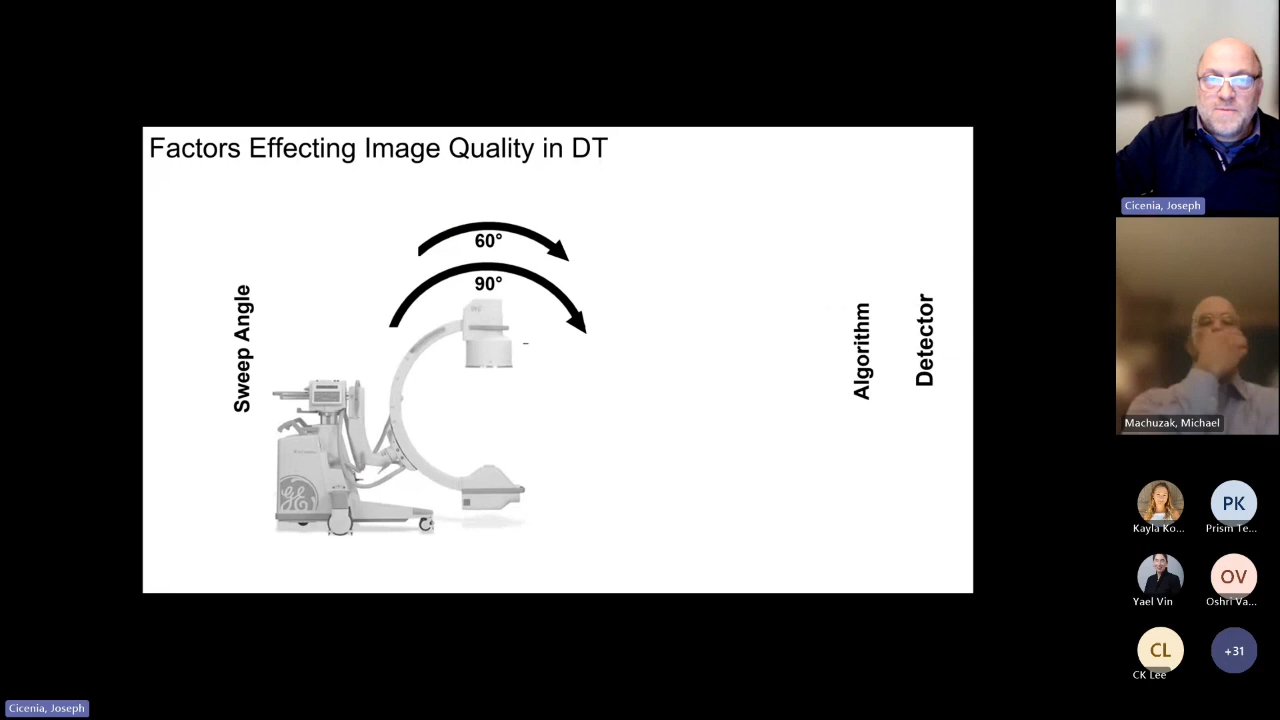 Factors Effecting Image Quality in DT
60°
90°
Sweep Angle
Algorithm
Detector
GE
Cicenia, Joseph
Machuzak, Michael
Kayla Ko...
PK
Prism Te...
Yael Vin
OV
Oshri Va...
CL
CK Lee
+31
Cicenia, Joseph